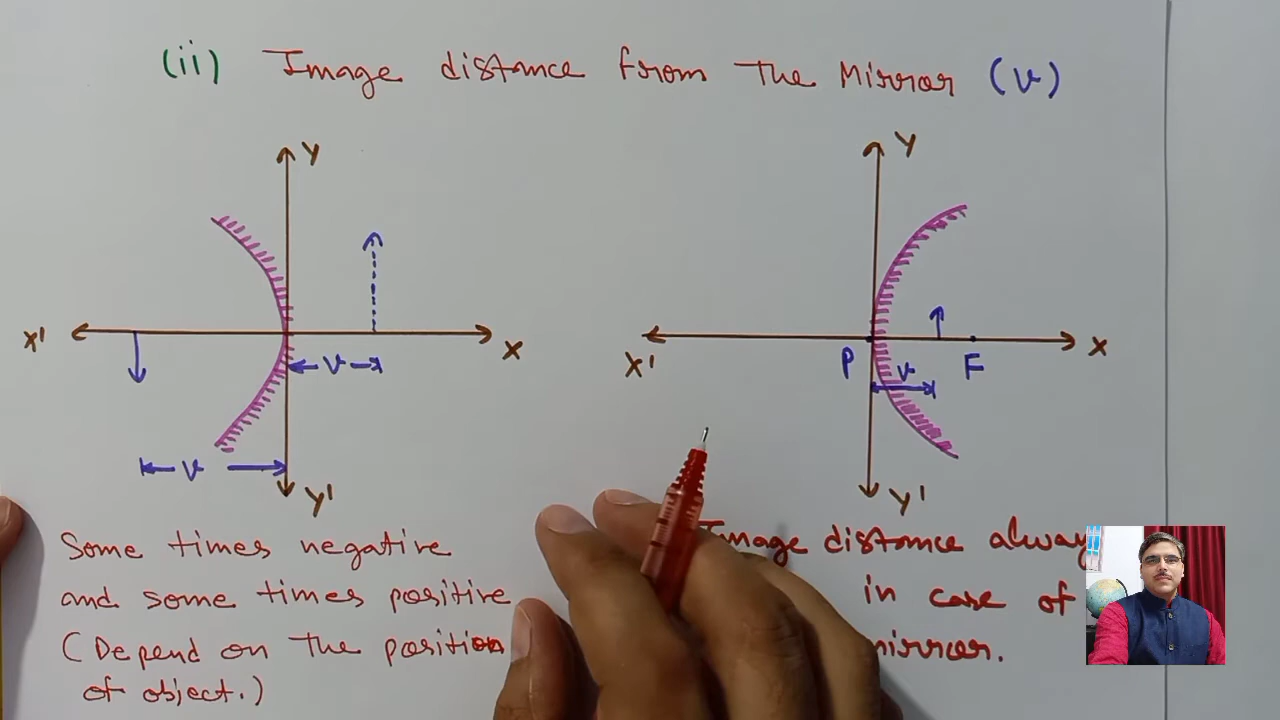 (ii) Image distance from The Mirror (v)
Y
Y
X'
X
X'
X
v
P
v
F
v
Y'
Y'
Some times negative
and some times positive
(Depend on The position
of object.)
Image distance
in case of
mirror.